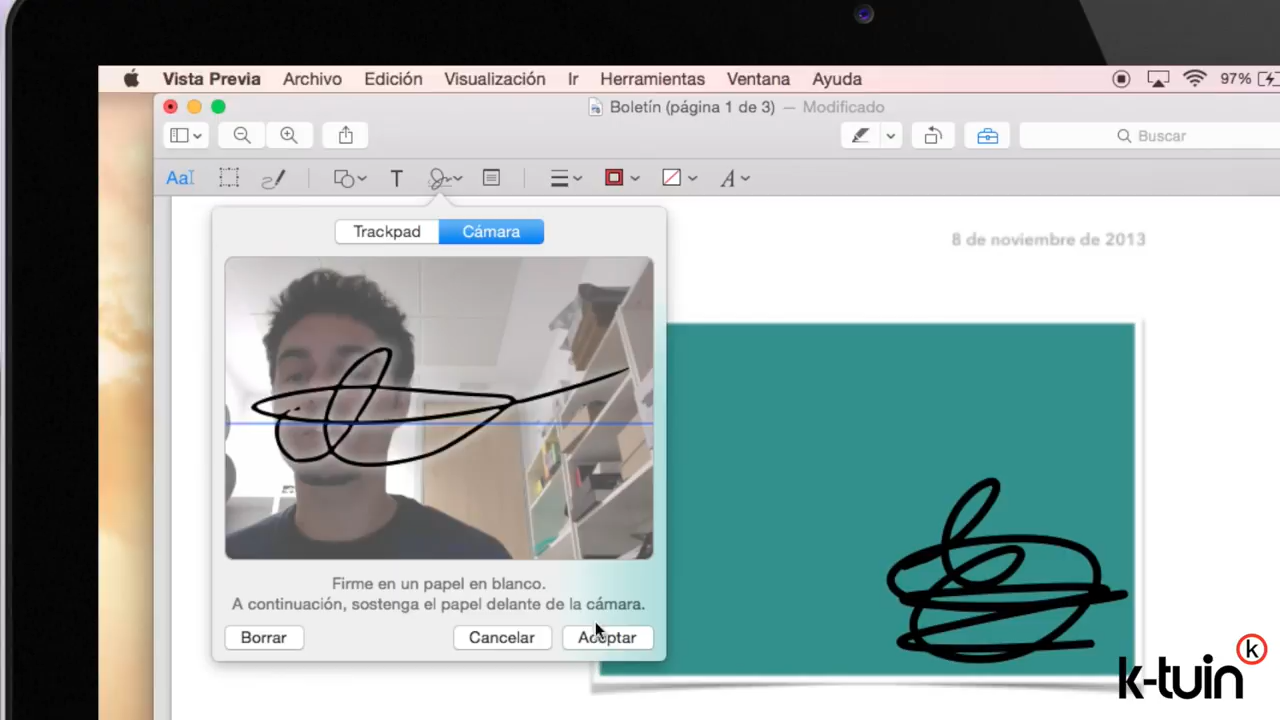 Vista Previa Archivo Edición Visualización Ir Herramientas Ventana Ayuda 97%
Boletín (página 1 de 3) — Modificado
Buscar
AaI T A
Trackpad Cámara
8 de noviembre de 2013
Firme en un papel en blanco.
A continuación, sostenga el papel delante de la cámara.
Borrar Cancelar Aceptar
k
k-tuin